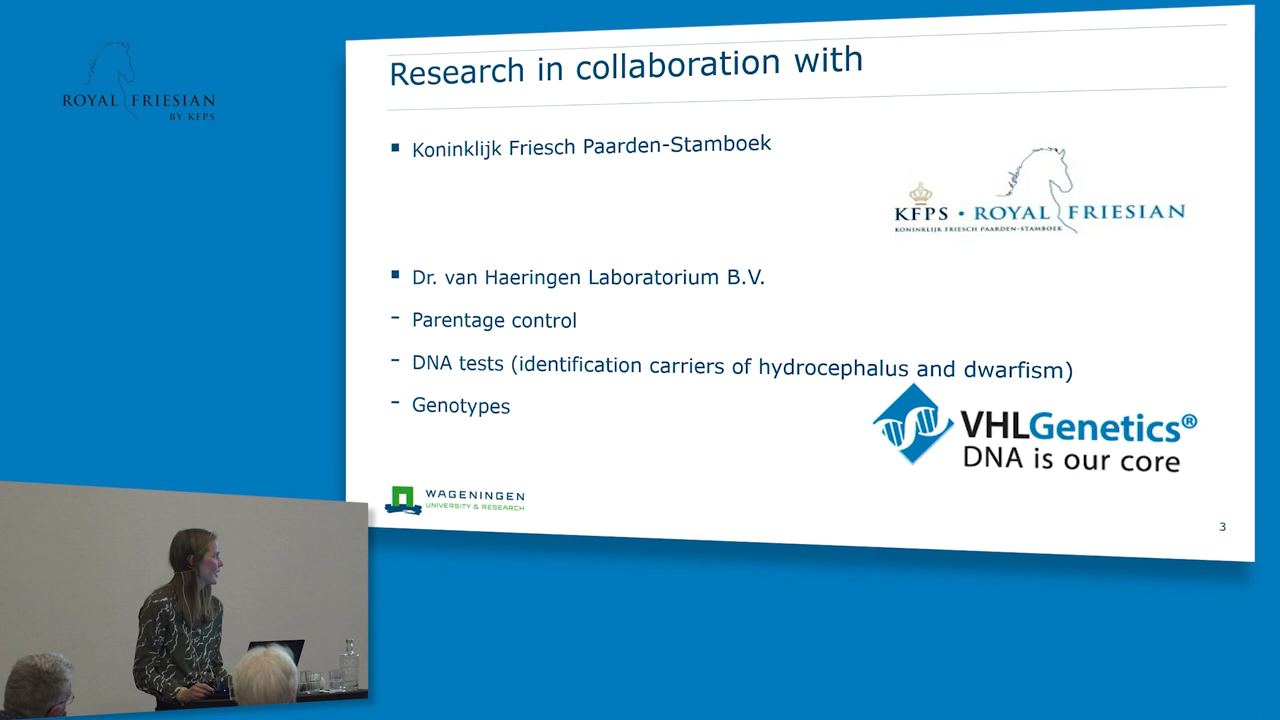 ROYAL FRIESIAN
BY KFPS
Research in collaboration with
▪ Koninklijk Friesch Paarden-Stamboek
KFPS • ROYAL FRIESIAN
KONINKLIJK FRIESCH PAARDEN-STAMBOEK
▪ Dr. van Haeringen Laboratorium B.V.
- Parentage control
- DNA tests (identification carriers of hydrocephalus and dwarfism)
- Genotypes
VHLGenetics®
DNA is our core
WAGENINGEN
UNIVERSITY & RESEARCH
3